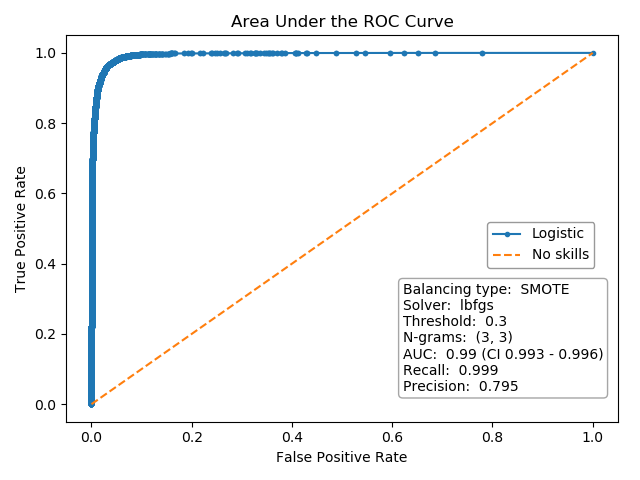 Area Under the ROC Curve
True Positive Rate
1.0
0.8
0.6
0.4
0.2
0.0
Logistic
No skills
Balancing type:  SMOTE
Solver:  lbfgs
Threshold:  0.3
N-grams:  (3, 3)
AUC:  0.99 (CI 0.993 - 0.996)
Recall:  0.999
Precision:  0.795
0.0 0.2 0.4 0.6 0.8 1.0
False Positive Rate